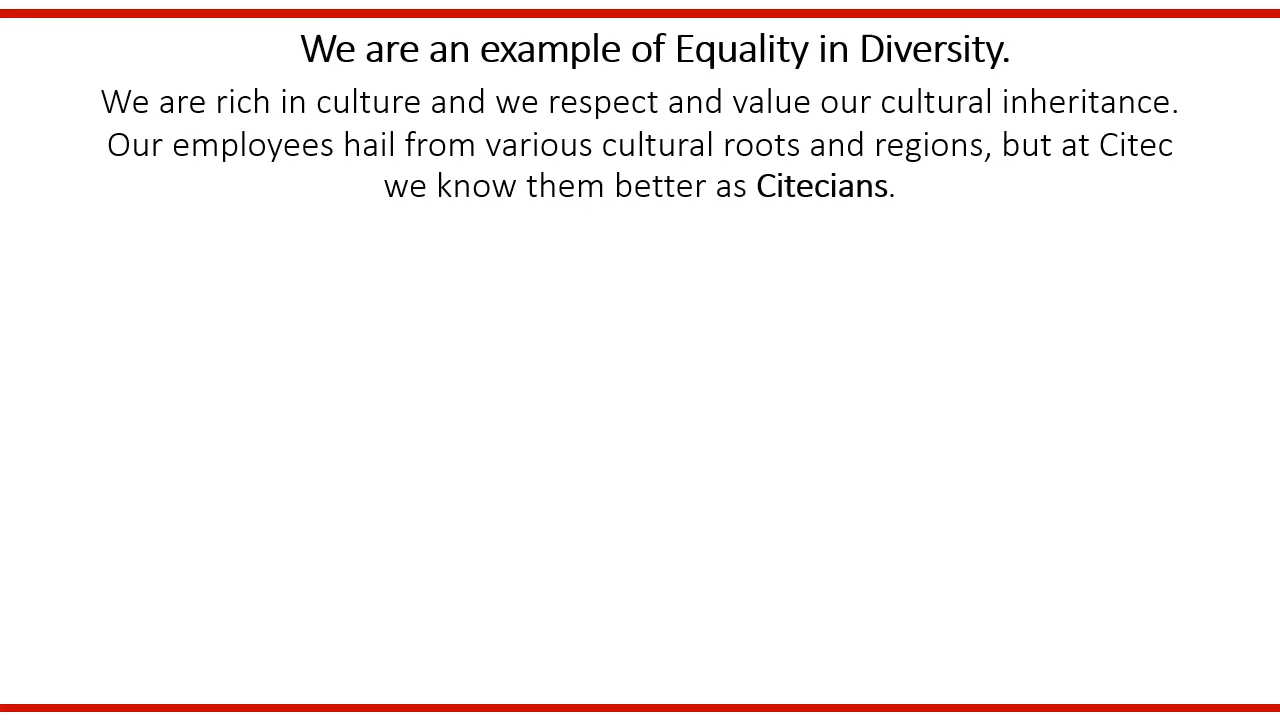 We are an example of Equality in Diversity.
We are rich in culture and we respect and value our cultural inheritance.
Our employees hail from various cultural roots and regions, but at Citec
we know them better as Citecians.